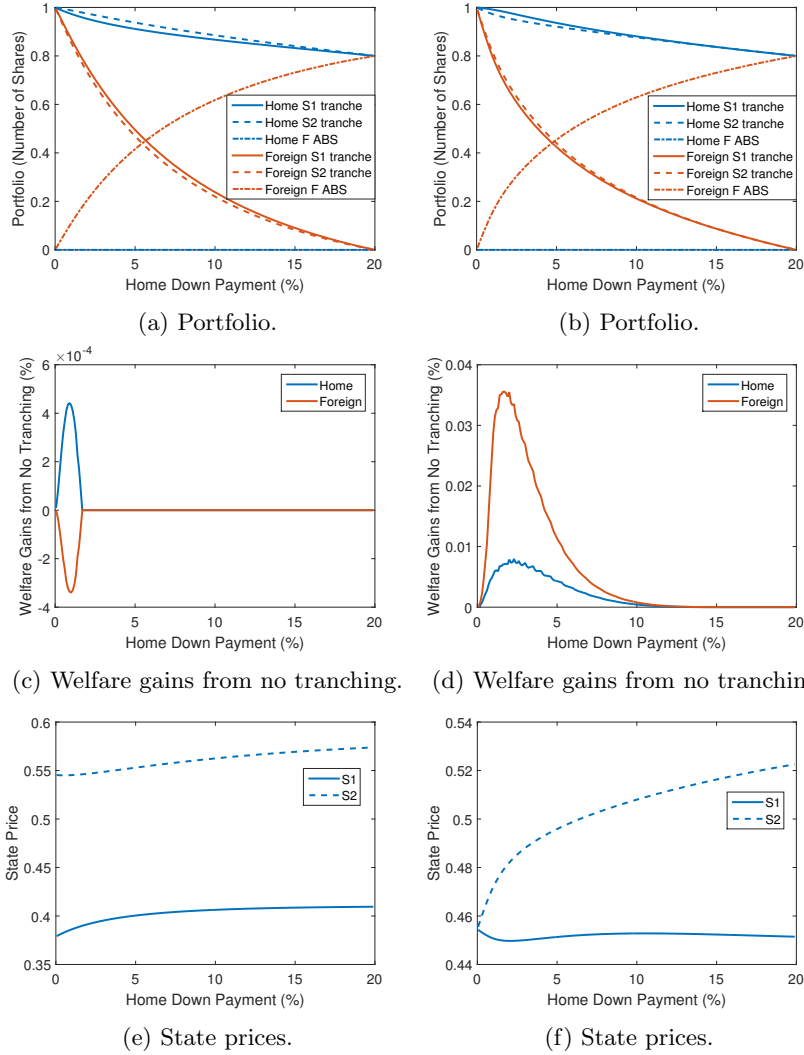 1
0.8
0.6
0.4
0.2
0
0 5 10 15 20
Portfolio (Number of Shares)
Home Down Payment (%)
Home S1 tranche
Home S2 tranche
Home F ABS
Foreign S1 tranche
Foreign S2 tranche
Foreign F ABS
(a) Portfolio.
1
0.8
0.6
0.4
0.2
0
0 5 10 15 20
Portfolio (Number of Shares)
Home Down Payment (%)
Home S1 tranche
Home S2 tranche
Home F ABS
Foreign S1 tranche
Foreign S2 tranche
Foreign F ABS
(b) Portfolio.
×10-4
6
4
2
0
-2
-4
0 5 10 15 20
Welfare Gains from No Tranching (%)
Home Down Payment (%)
Home
Foreign
(c) Welfare gains from no tranching.
0.04
0.03
0.02
0.01
0
0 5 10 15 20
Welfare Gains from No Tranching (%)
Home Down Payment (%)
Home
Foreign
(d) Welfare gains from no tranchin
0.6
0.55
0.5
0.45
0.4
0.35
0 5 10 15 20
State Price
Home Down Payment (%)
S1
S2
(e) State prices.
0.54
0.52
0.5
0.48
0.46
0.44
0 5 10 15 20
State Price
Home Down Payment (%)
S1
S2
(f) State prices.